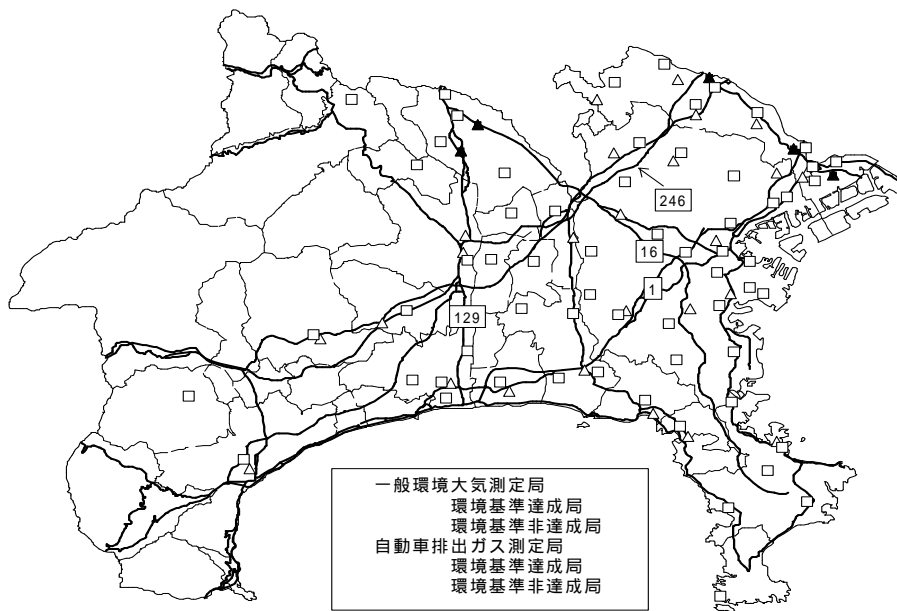 246
16
1
129
一般環境大気測定局
環境基準達成局
環境基準非達成局
自動車排出ガス測定局
環境基準達成局
環境基準非達成局